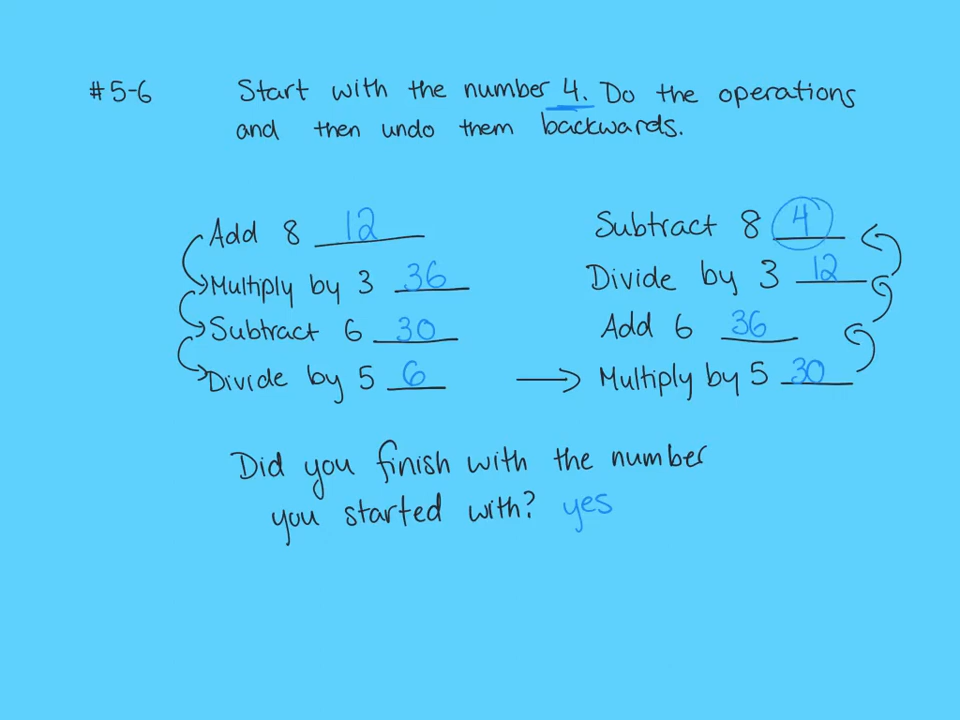 #5-6 Start with the number 4. Do the operations
and then undo them backwards.
Add 8 12
Multiply by 3 36
Subtract 6 30
Divide by 5 6
Subtract 8 4
Divide by 3 12
Add 6 36
Multiply by 5 30
Did you finish with the number
you started with? yes